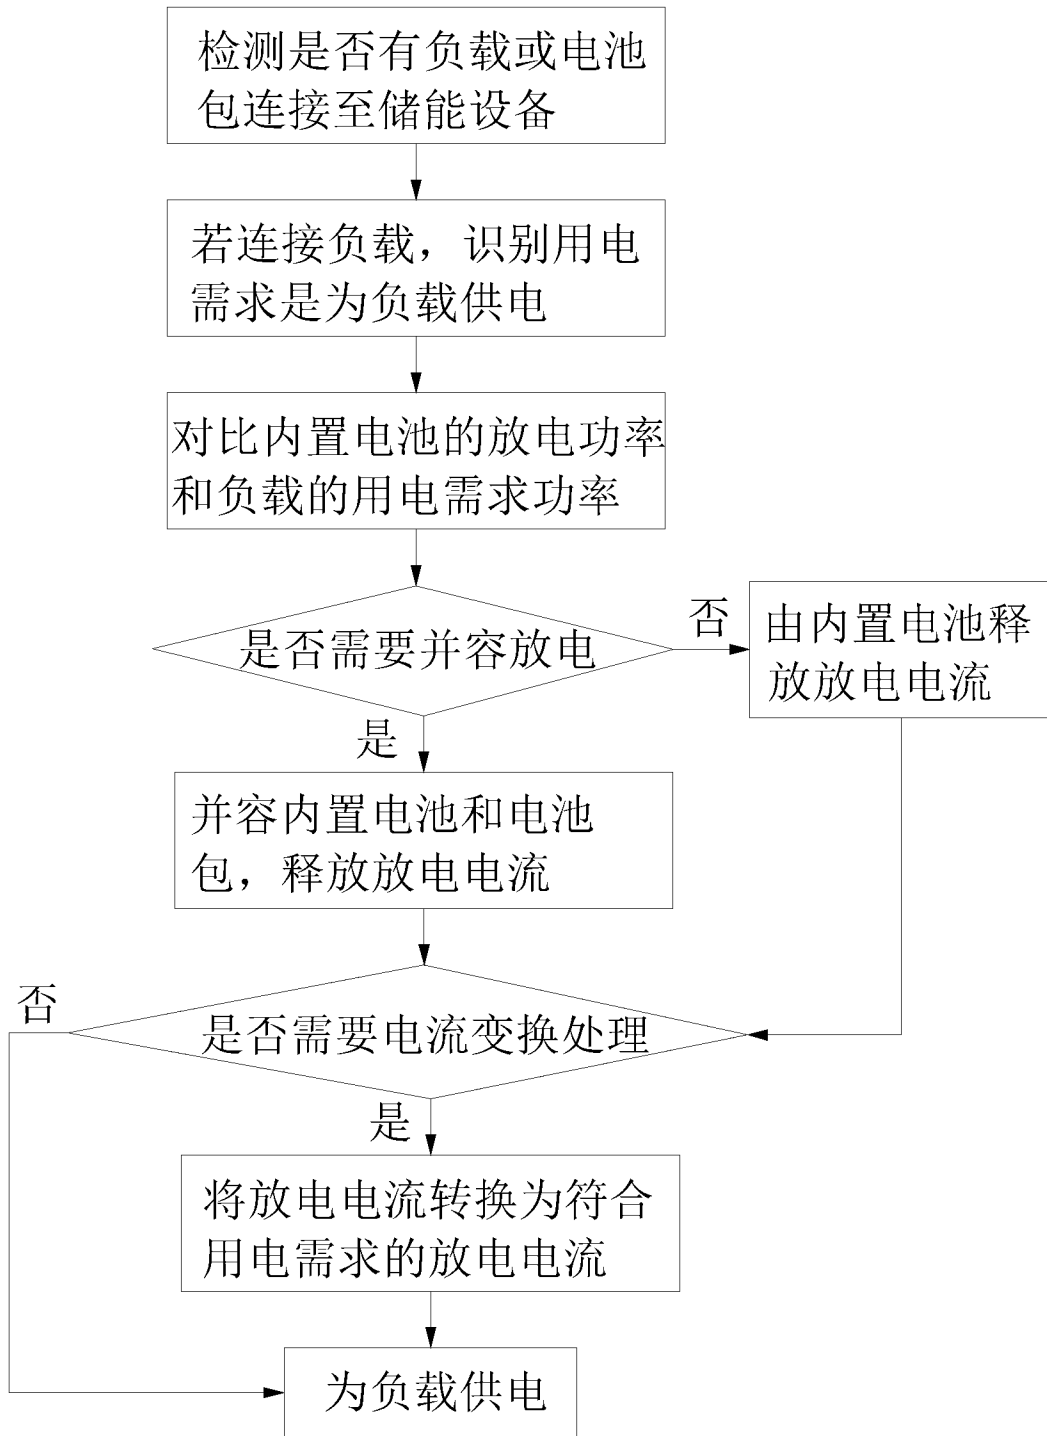 检测是否有负载或电池
包连接至储能设备
若连接负载，识别用电
需求是为负载供电
对比内置电池的放电功率
和负载的用电需求功率
是否需要并容放电
否
由内置电池释
放放电电流
是
并容内置电池和电池
包，释放放电电流
否
是否需要电流变换处理
是
将放电电流转换为符合
用电需求的放电电流
为负载供电